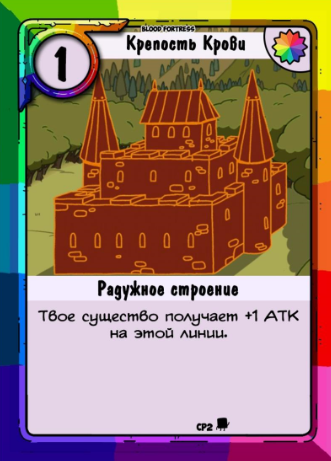 BLOOD FORTRESS
1
Крепость Крови
Радужное строение
Твое существо получает +1 АТК
на этой линии.
CP2